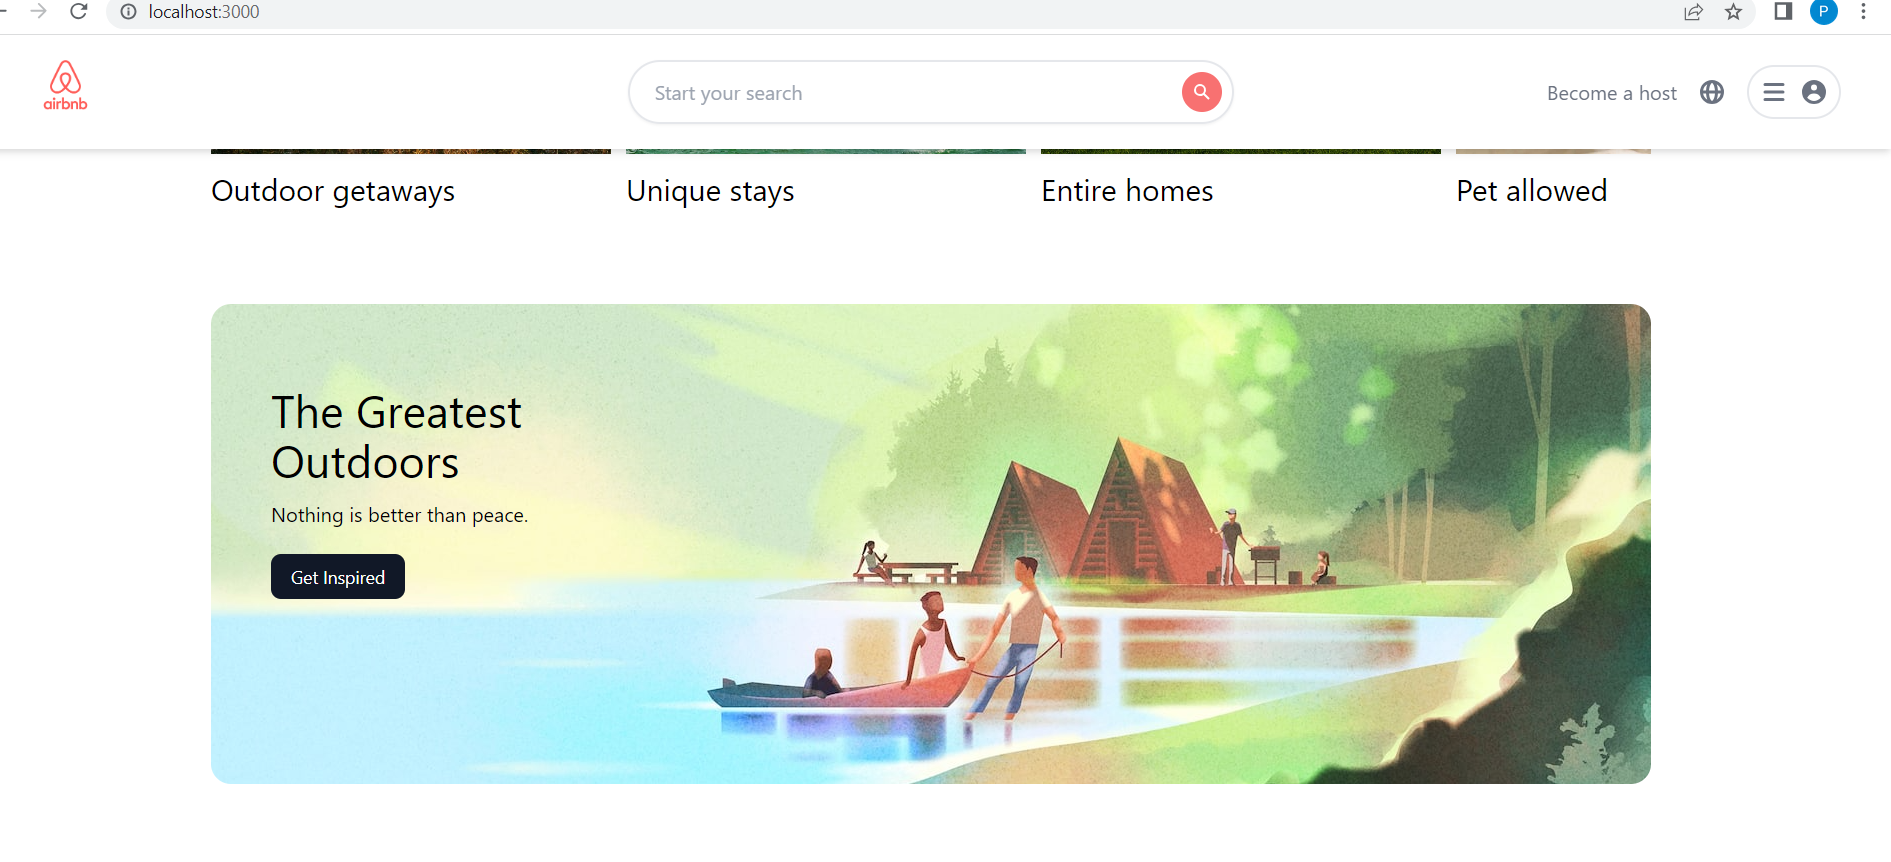 localhost:3000
P
airbnb
Start your search
Become a host
Outdoor getaways
Unique stays
Entire homes
Pet allowed
The Greatest
Outdoors
Nothing is better than peace.
Get Inspired